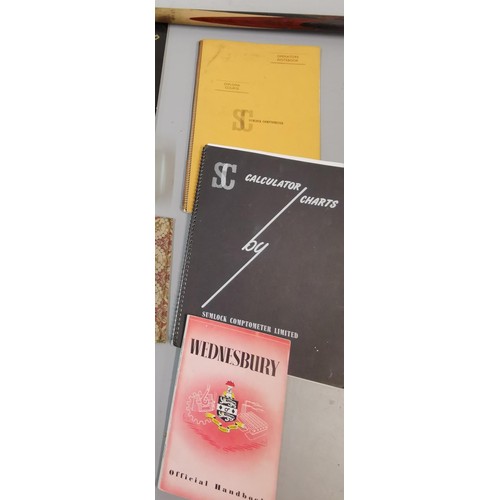 SC
SC CALCULATOR
CHARTS
by
SUMLOCK COMPTOMETER LIMITED
WEDNESBURY
Official Handbook